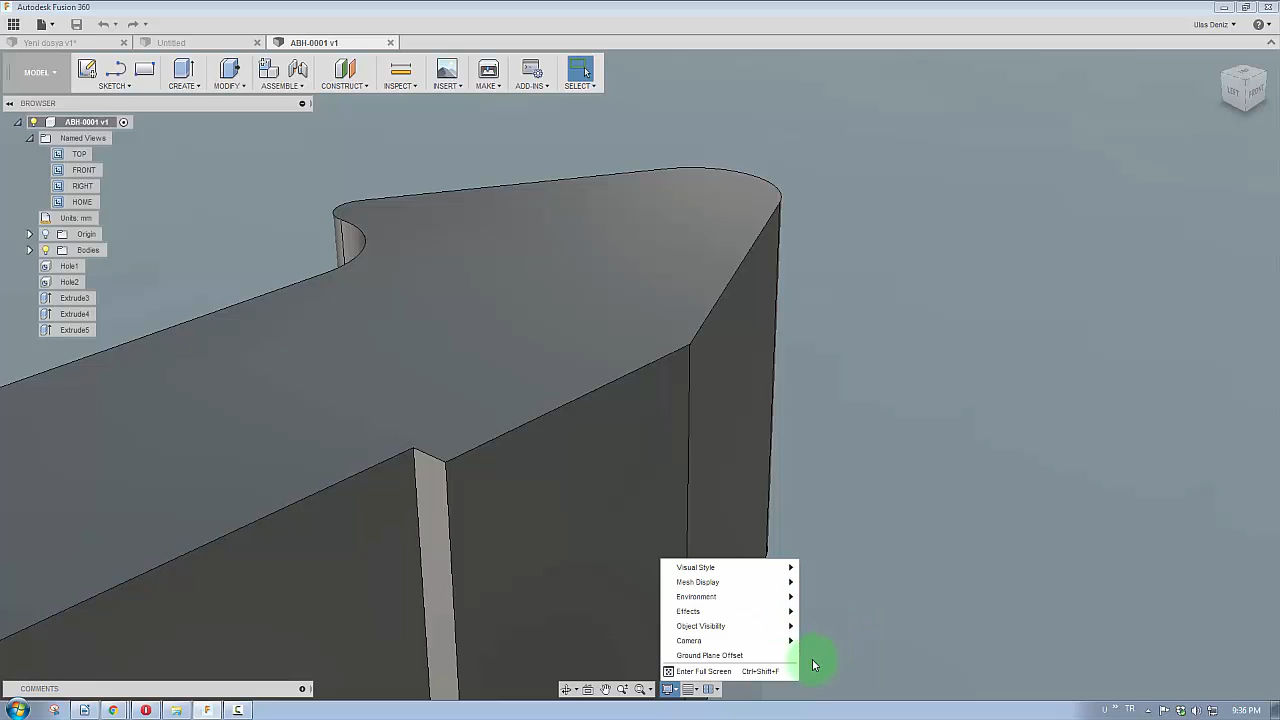 Autodesk Fusion 360
Ulas Deniz
Yeni dosya v1*
Untitled
ABH-0001 v1
MODEL
SKETCH
CREATE
MODIFY
ASSEMBLE
CONSTRUCT
INSPECT
INSERT
MAKE
ADD-INS
SELECT
LEFT
FRONT
BROWSER
ABH-0001 v1
Named Views
TOP
FRONT
RIGHT
HOME
Units: mm
Origin
Bodies
Hole1
Hole2
Extrude3
Extrude4
Extrude5
Visual Style
Mesh Display
Environment
Effects
Object Visibility
Camera
Ground Plane Offset
Enter Full Screen Ctrl+Shift+F
COMMENTS
U » TR 9:36 PM